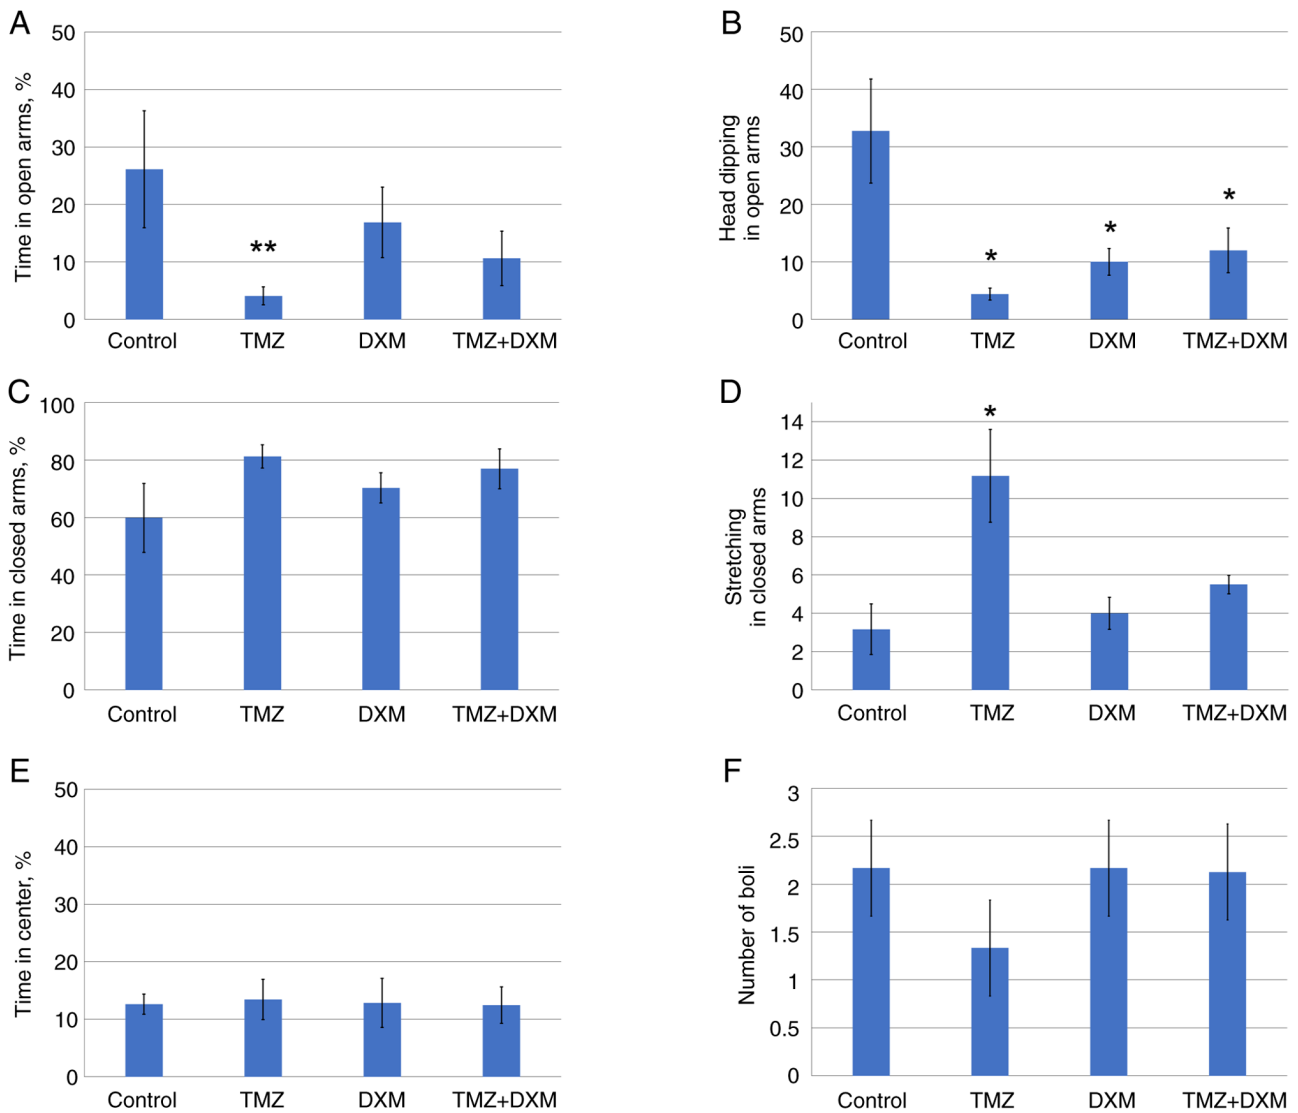 A
50
40
30
20
10
0
Time in open arms, %
**
Control TMZ DXM TMZ+DXM
B
50
40
30
20
10
0
Head dipping
in open arms
*
*
*
Control TMZ DXM TMZ+DXM
C
100
80
60
40
20
0
Time in closed arms, %
Control TMZ DXM TMZ+DXM
D
14
12
10
8
6
4
2
0
Stretching
in closed arms
*
Control TMZ DXM TMZ+DXM
E
50
40
30
20
10
0
Time in center, %
Control TMZ DXM TMZ+DXM
F
3
2.5
2
1.5
1
0.5
0
Number of boli
Control TMZ DXM TMZ+DXM